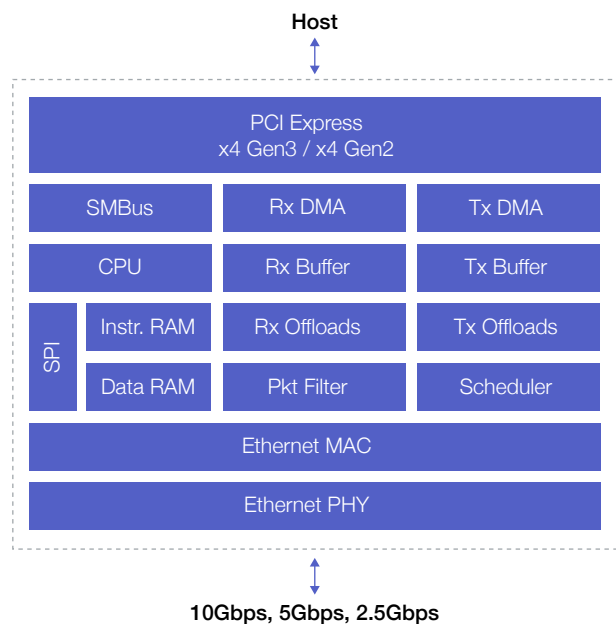 Host
PCI Express
x4 Gen3 / x4 Gen2
SMBus
Rx DMA
Tx DMA
CPU
Rx Buffer
Tx Buffer
SPI
Instr. RAM
Rx Offloads
Tx Offloads
Data RAM
Pkt Filter
Scheduler
Ethernet MAC
Ethernet PHY
10Gbps, 5Gbps, 2.5Gbps